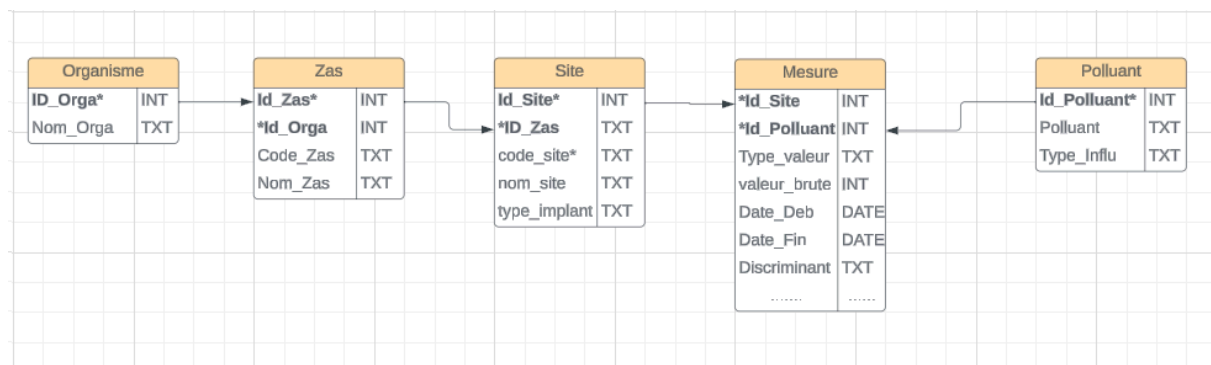 Organisme
ID_Orga* INT
Nom_Orga TXT
Zas
Id_Zas* INT
*Id_Orga INT
Code_Zas TXT
Nom_Zas TXT
Site
Id_Site* INT
*ID_Zas TXT
code_site* TXT
nom_site TXT
type_implant TXT
Mesure
*Id_Site INT
*Id_Polluant INT
Type_valeur TXT
valeur_brute INT
Date_Deb DATE
Date_Fin DATE
Discriminant TXT
...... ......
Polluant
Id_Polluant* INT
Polluant TXT
Type_Influ TXT